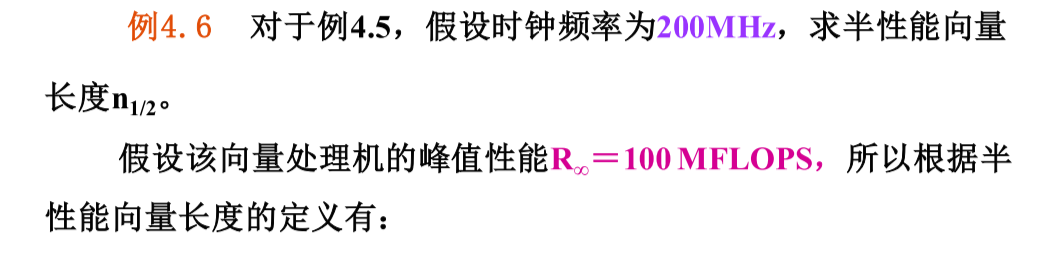 例4.6 对于例4.5，假设时钟频率为200MHz，求半性能向量
长度n1/2。
假设该向量处理机的峰值性能R∞＝100 MFLOPS，所以根据半
性能向量长度的定义有：